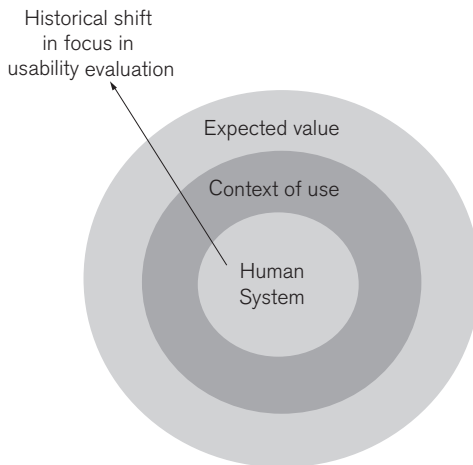 Historical shift
in focus in
usability evaluation
Expected value
Context of use
Human
System